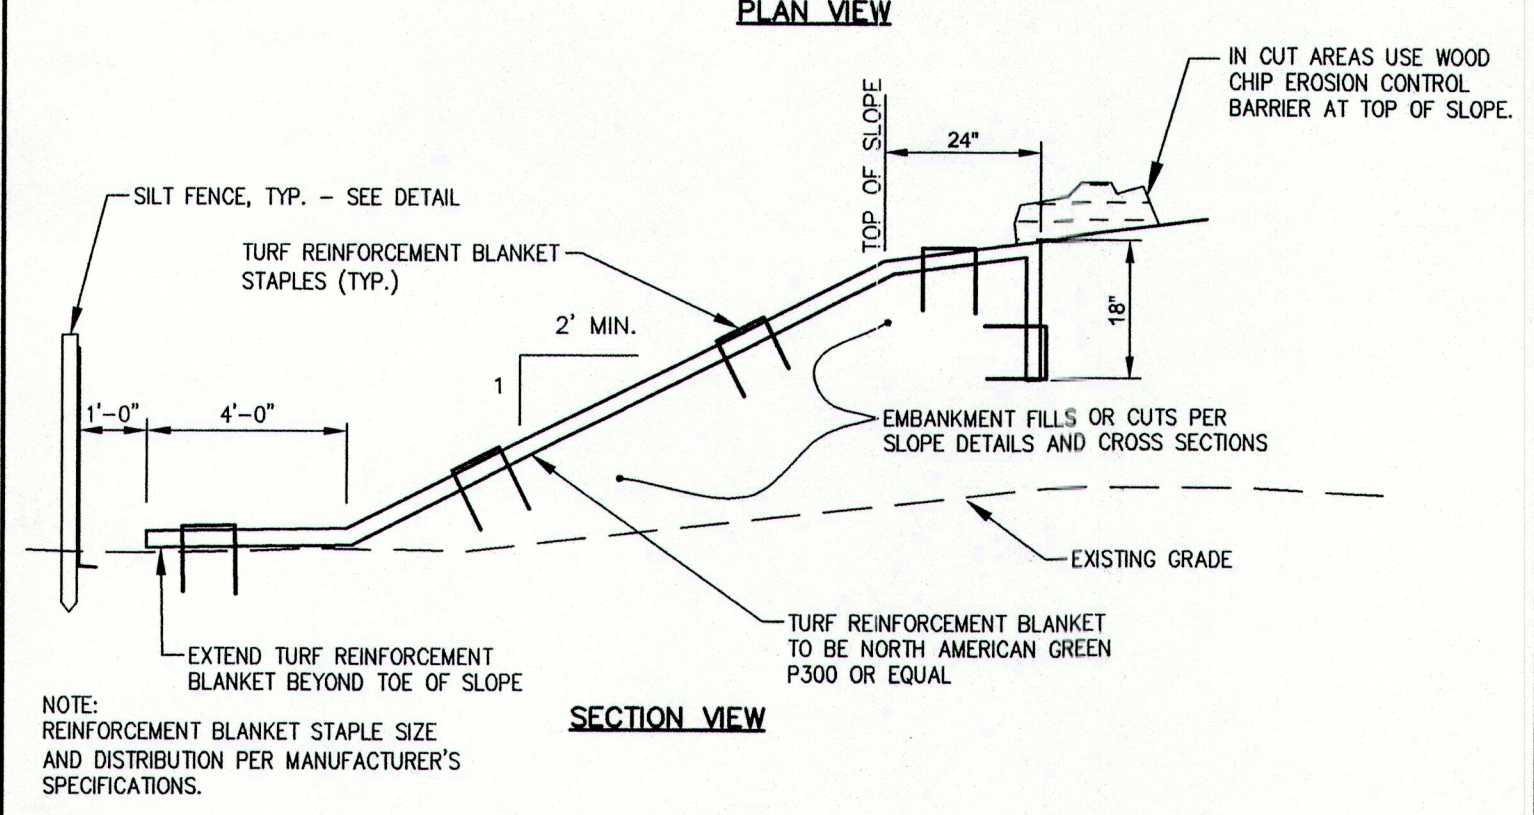 PLAN VIEW
IN CUT AREAS USE WOOD
CHIP EROSION CONTROL
BARRIER AT TOP OF SLOPE.
TOP OF SLOPE
24"
SILT FENCE, TYP. - SEE DETAIL
TURF REINFORCEMENT BLANKET
STAPLES (TYP.)
18"
2' MIN.
1
1'-0"
4'-0"
EMBANKMENT FILLS OR CUTS PER
SLOPE DETAILS AND CROSS SECTIONS
EXISTING GRADE
TURF REINFORCEMENT BLANKET
TO BE NORTH AMERICAN GREEN
P300 OR EQUAL
EXTEND TURF REINFORCEMENT
BLANKET BEYOND TOE OF SLOPE
NOTE:
REINFORCEMENT BLANKET STAPLE SIZE
AND DISTRIBUTION PER MANUFACTURER'S
SPECIFICATIONS.
SECTION VIEW